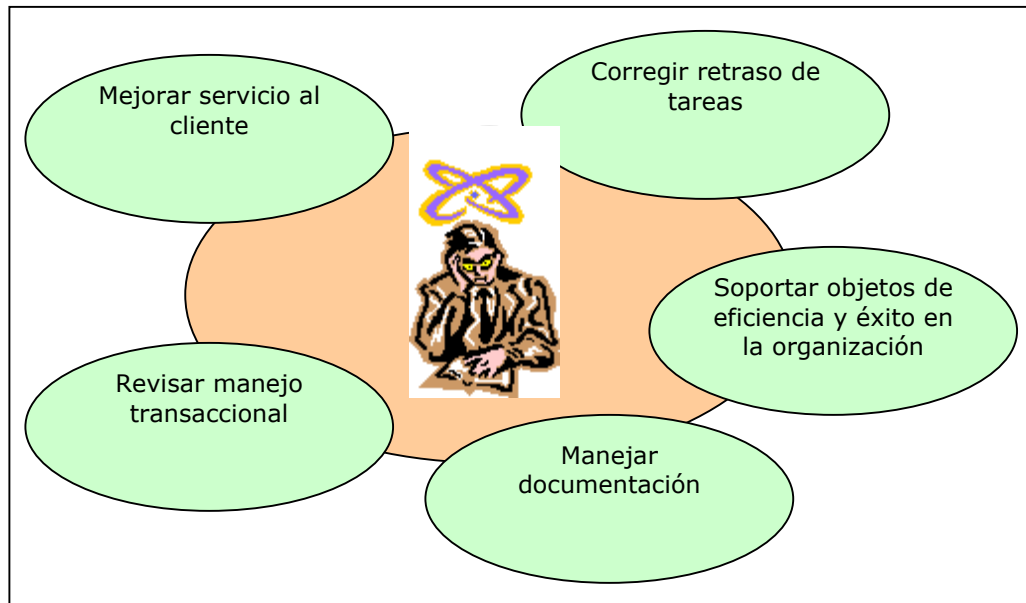 Mejorar servicio al
cliente
Corregir retraso de
tareas
Soportar objetos de
eficiencia y éxito en
la organización
Revisar manejo
transaccional
Manejar
documentación